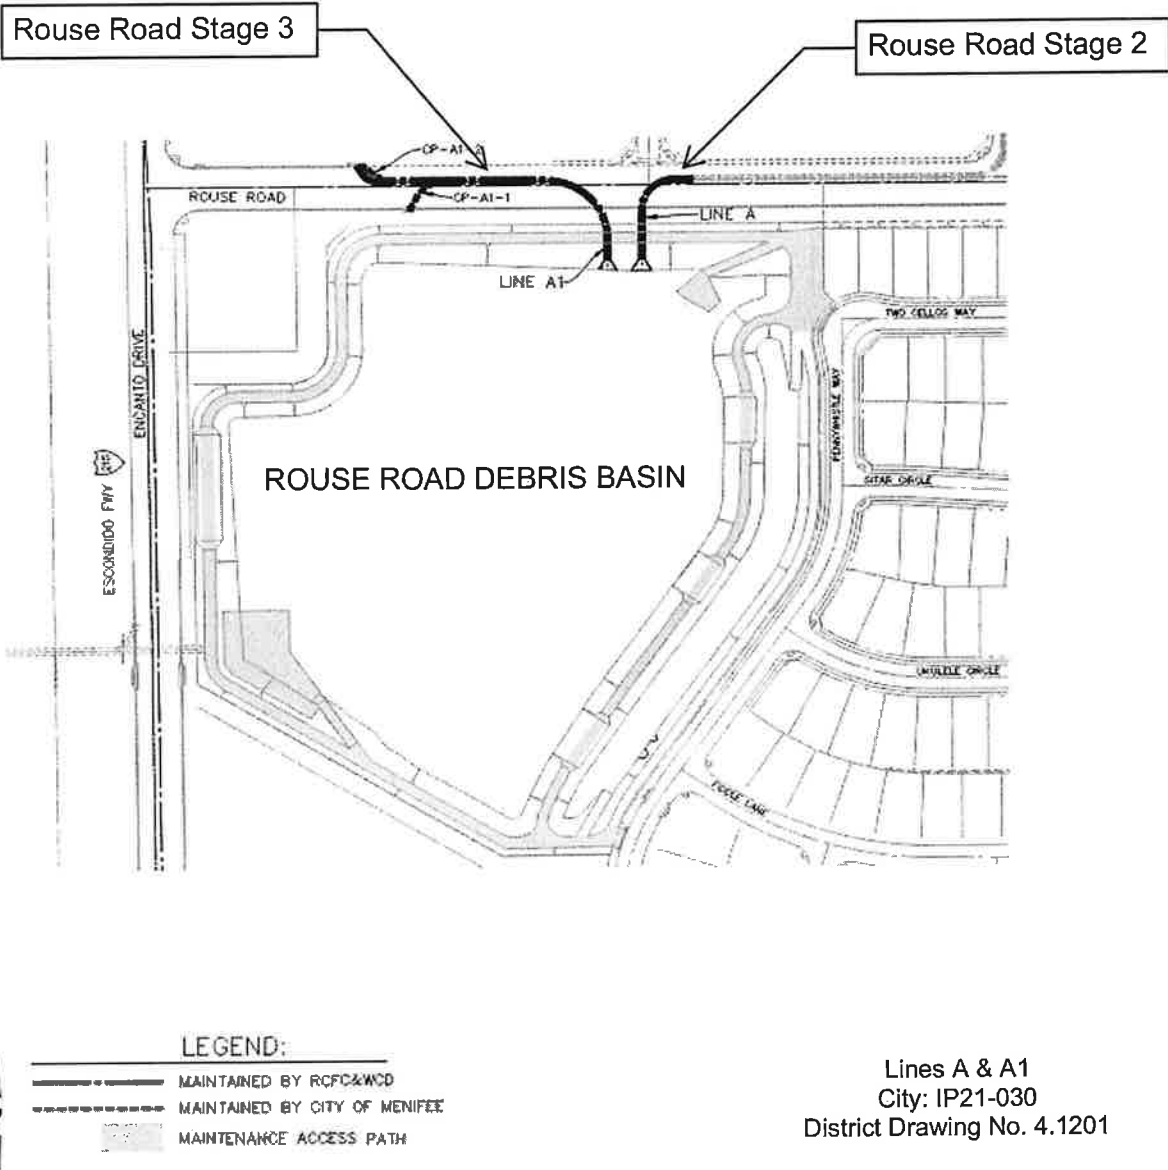 Rouse Road Stage 3
Rouse Road Stage 2
CP-A1-2
ROUSE ROAD
CP-A1-1
LINE A
LINE A1
TWO CELLOS WAY
ENCANTO DRIVE
PENNYWHISTLE WAY
ROUSE ROAD DEBRIS BASIN
SITAR CIRCLE
ESCONDIDO FWY
215
UKULELE CIRCLE
FIDDLE LANE
LEGEND:
MAINTAINED BY RCFC&WCD
MAINTAINED BY CITY OF MENIFEE
MAINTENANCE ACCESS PATH
Lines A & A1
City: IP21-030
District Drawing No. 4.1201